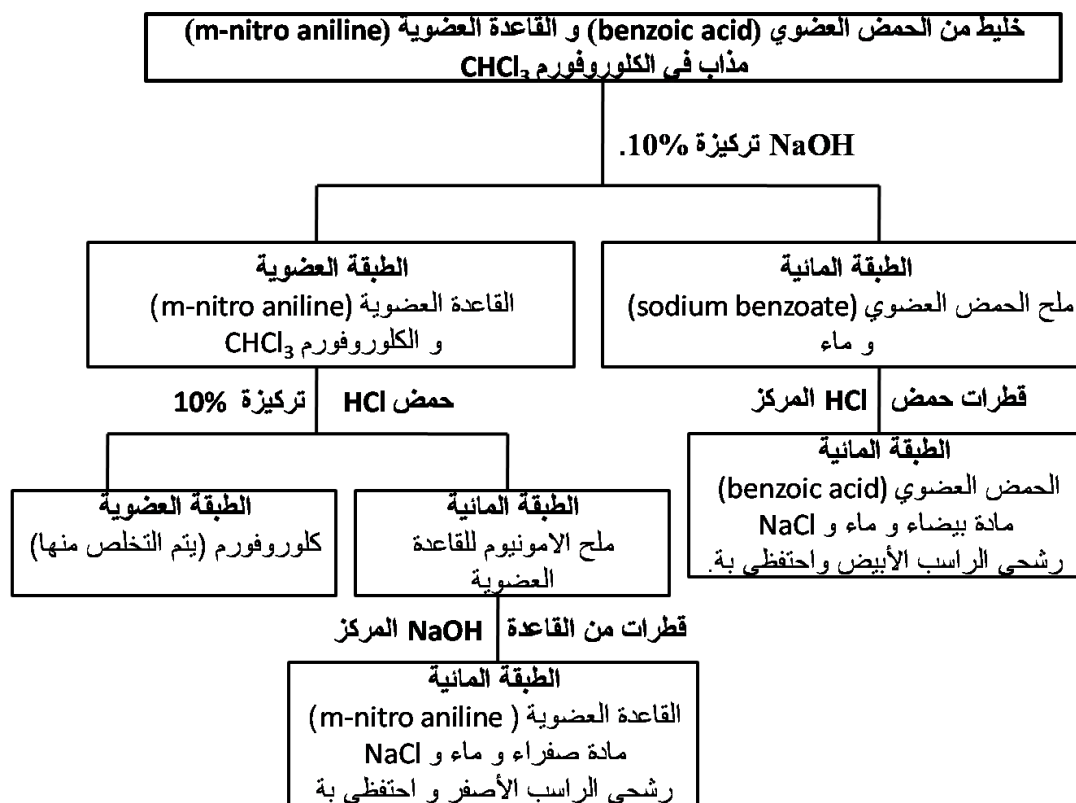 خليط من الحمض العضوي (benzoic acid) و القاعدة العضوية (m-nitro aniline)
مذاب في الكلوروفورم CHCl₃
NaOH تركيزة 10%.
الطبقة العضوية
القاعدة العضوية (m-nitro aniline)
و الكلوروفورم CHCl₃
الطبقة المائية
ملح الحمض العضوي (sodium benzoate)
و ماء
حمض HCl تركيزة 10%
قطرات حمض HCl المركز
الطبقة العضوية
كلوروفورم (يتم التخلص منها)
الطبقة المائية
ملح الامونيوم للقاعدة
العضوية
الطبقة المائية
الحمض العضوي (benzoic acid)
مادة بيضاء و ماء و NaCl
رشحي الراسب الأبيض واحتفظي بة.
قطرات من القاعدة NaOH المركز
الطبقة المائية
القاعدة العضوية (m-nitro aniline )
مادة صفراء و ماء و NaCl
رشحي الراسب الأصفر و احتفظي بة